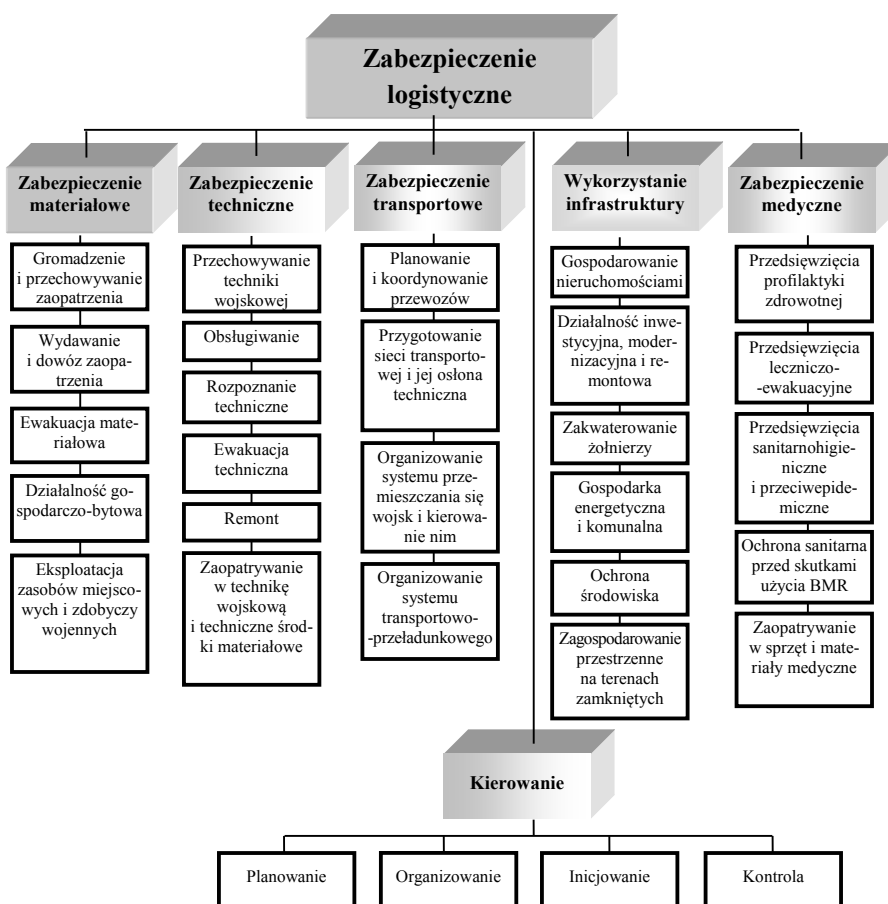 Zabezpieczenie
logistyczne
Zabezpieczenie
materiałowe
Gromadzenie
i przechowywanie
zaopatrzenia
Wydawanie
i dowóz zaopa-
trzenia
Ewakuacja mate-
riałowa
Działalność go-
spodarczo-bytowa
Eksploatacja
zasobów miejsco-
wych i zdobyczy
wojennych
Zabezpieczenie
techniczne
Przechowywanie
techniki
wojskowej
Obsługiwanie
Rozpoznanie
techniczne
Ewakuacja
techniczna
Remont
Zaopatrywanie
w technikę
wojskową
i techniczne środ-
ki materiałowe
Zabezpieczenie
transportowe
Planowanie
i koordynowanie
przewozów
Przygotowanie
sieci transporto-
wej i jej osłona
techniczna
Organizowanie
systemu prze-
mieszczania się
wojsk i kierowa-
nie nim
Organizowanie
systemu
transportowo-
-przeładunkowego
Wykorzystanie
infrastruktury
Gospodarowanie
nieruchomościami
Działalność inwe-
stycyjna, moder-
nizacyjna i re-
montowa
Zakwaterowanie
żołnierzy
Gospodarka
energetyczna
i komunalna
Ochrona
środowiska
Zagospodarowanie
przestrzenne
na terenach
zamkniętych
Zabezpieczenie
medyczne
Przedsięwzięcia
profilaktyki
zdrowotnej
Przedsięwzięcia
leczniczo-
-ewakuacyjne
Przedsięwzięcia
sanitarnohigie-
niczne
i przeciwepide-
miczne
Ochrona sanitarna
przed skutkami
użycia BMR
Zaopatrywanie
w sprzęt i mate-
riały medyczne
Kierowanie
Planowanie
Organizowanie
Inicjowanie
Kontrola